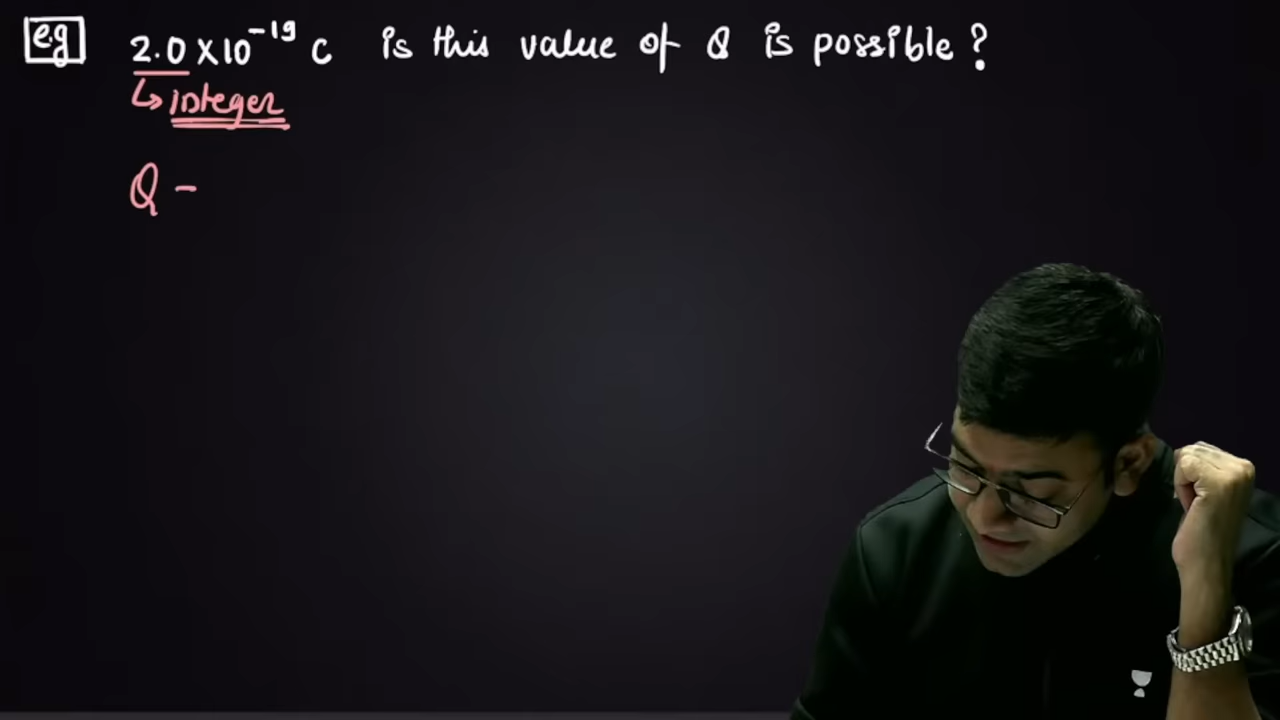 e.g 2.0 ×10⁻¹⁹ C is this value of Q is possible ?
↳ integer
Q -